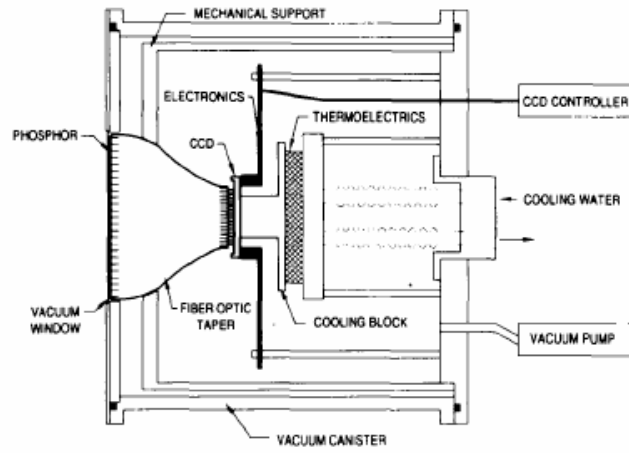 MECHANICAL SUPPORT
ELECTRONICS
CCD CONTROLLER
THERMOELECTRICS
PHOSPHOR
CCD
COOLING WATER
VACUUM
WINDOW
FIBER OPTIC
TAPER
COOLING BLOCK
VACUUM PUMP
VACUUM CANISTER